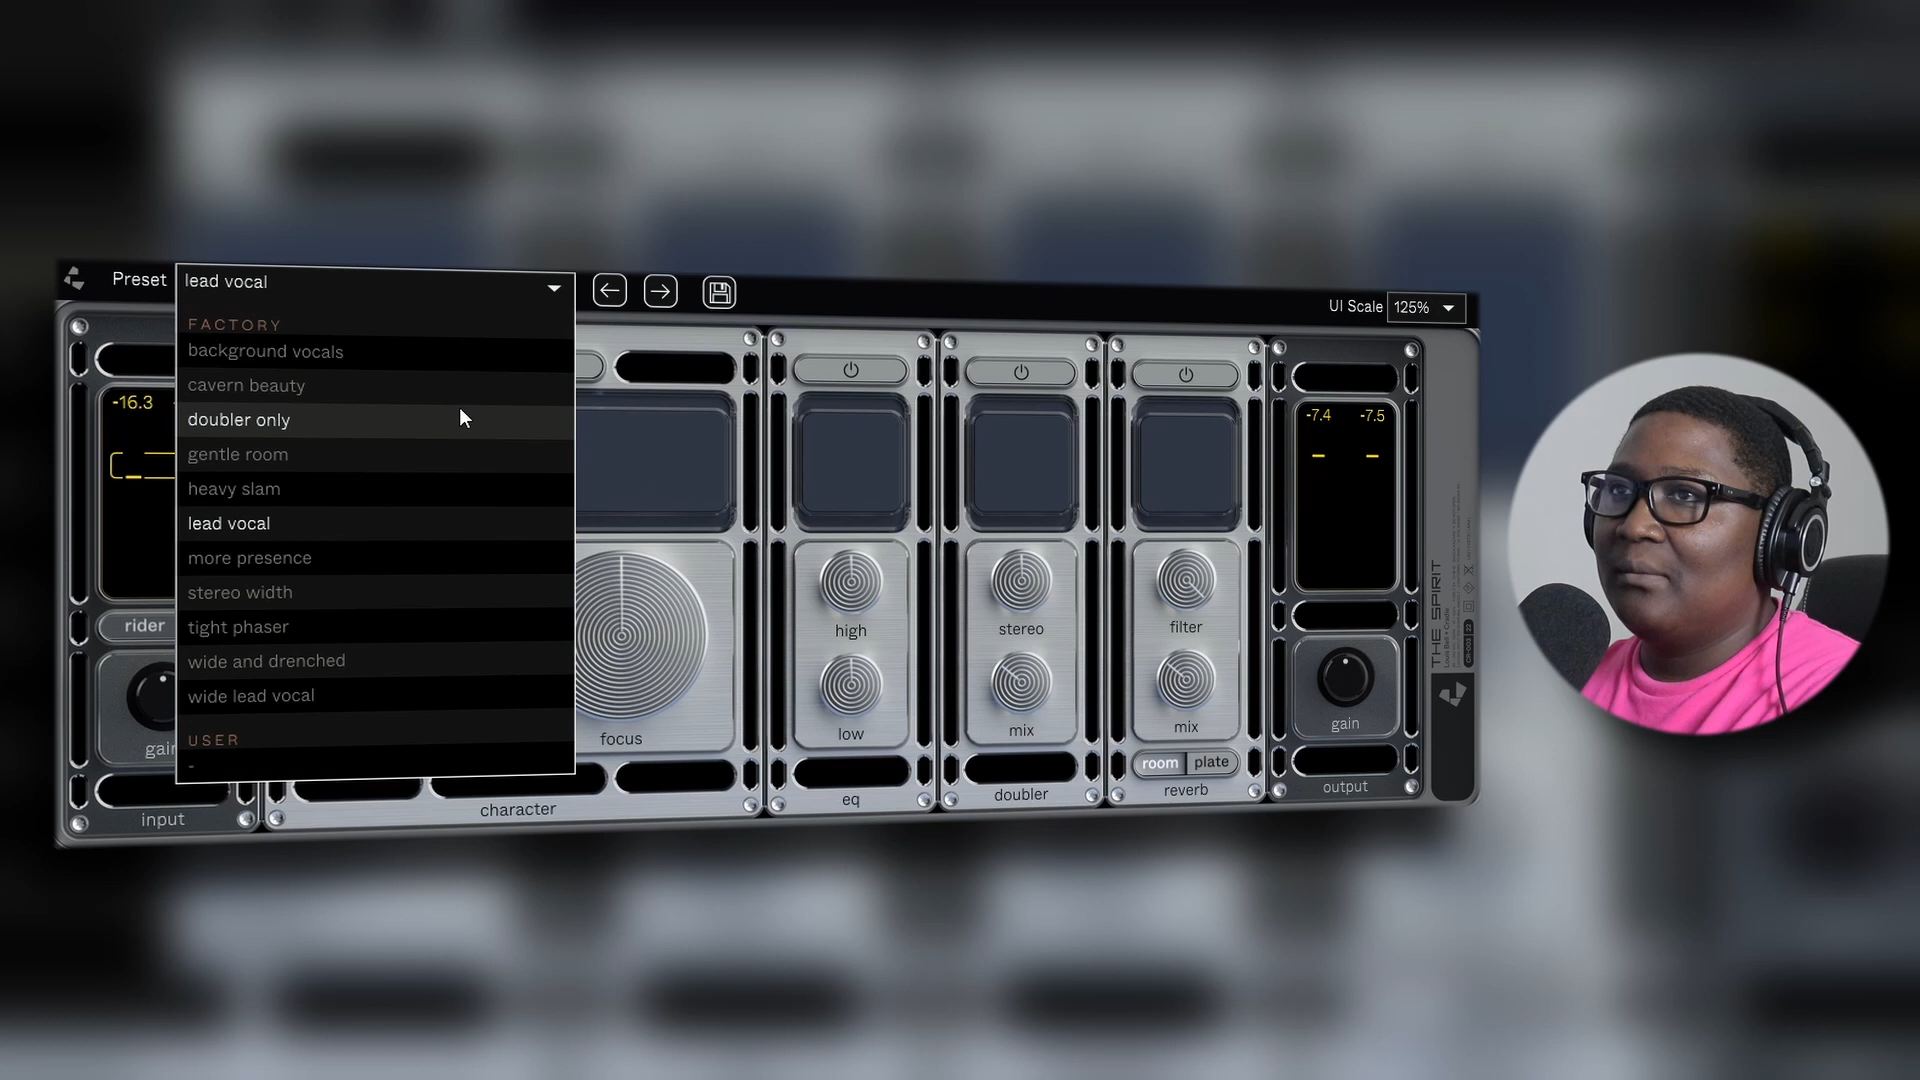 Preset
lead vocal
UI Scale
125%
FACTORY
background vocals
cavern beauty
doubler only
gentle room
heavy slam
lead vocal
more presence
stereo width
tight phaser
wide and drenched
wide lead vocal
USER
-
-16.3
rider
input
focus
character
high
low
eq
stereo
mix
doubler
filter
mix
room
plate
reverb
-7.4
-7.5
gain
output
THE SPIRIT